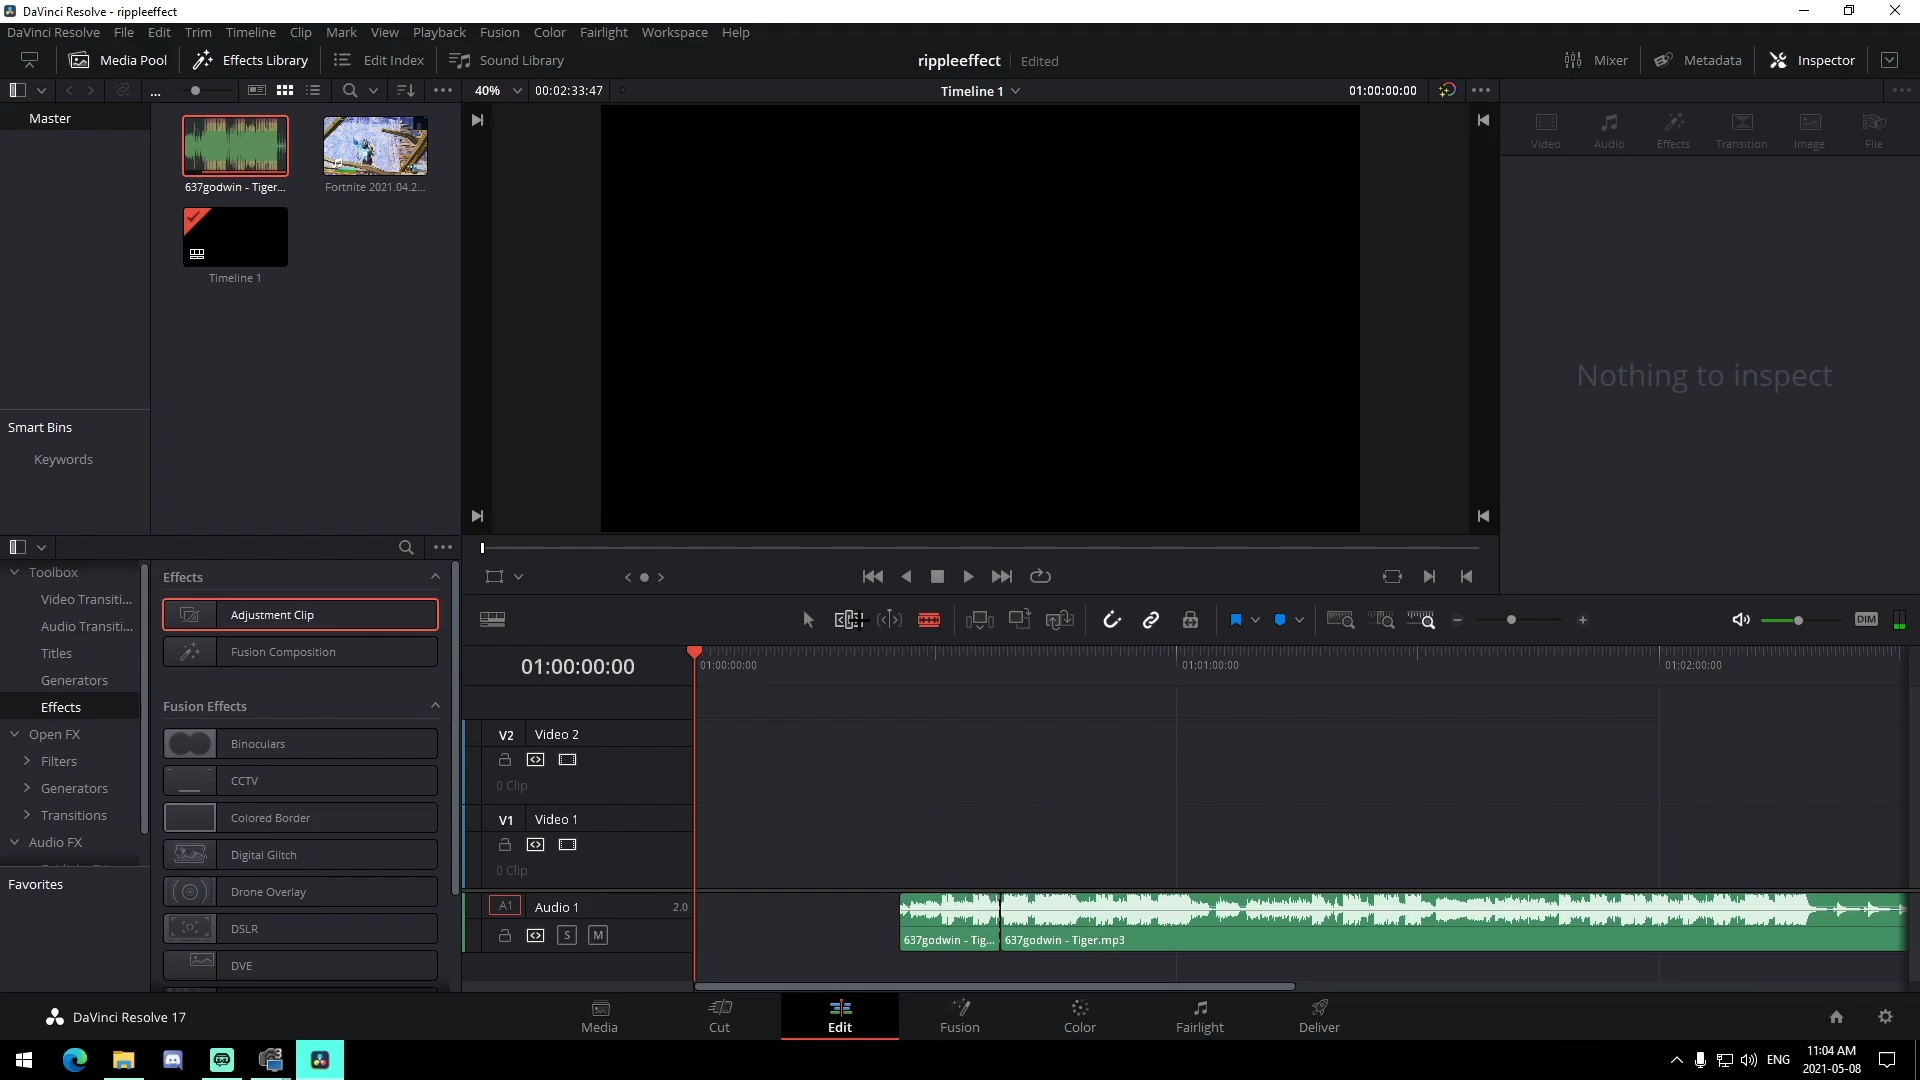 DaVinci Resolve - rippleeffect
DaVinci Resolve File Edit Trim Timeline Clip Mark View Playback Fusion Color Fairlight Workspace Help
Media Pool Effects Library Edit Index Sound Library rippleeffect Edited Mixer Metadata Inspector
... 40% 00:02:33:47 Timeline 1 01:00:00:00
Master
Video Audio Effects Transition Image File
637godwin - Tiger... Fortnite 2021.04.2...
Timeline 1
Nothing to inspect
Smart Bins
Keywords
Toolbox
Video Transiti...
Audio Transiti...
Titles
Generators
Effects
Open FX
Filters
Generators
Transitions
Audio FX
Favorites
Effects
Adjustment Clip
Fusion Composition
Fusion Effects
Binoculars
CCTV
Colored Border
Digital Glitch
Drone Overlay
DSLR
DVE
DIM
01:00:00:00 01:00:00:00 01:01:00:00 01:02:00:00
V2 Video 2
0 Clip
V1 Video 1
0 Clip
A1 Audio 1 2.0
S M
637godwin - Tig... 637godwin - Tiger.mp3
DaVinci Resolve 17
Media Cut Edit Fusion Color Fairlight Deliver
ENG
11:04 AM
2021-05-08